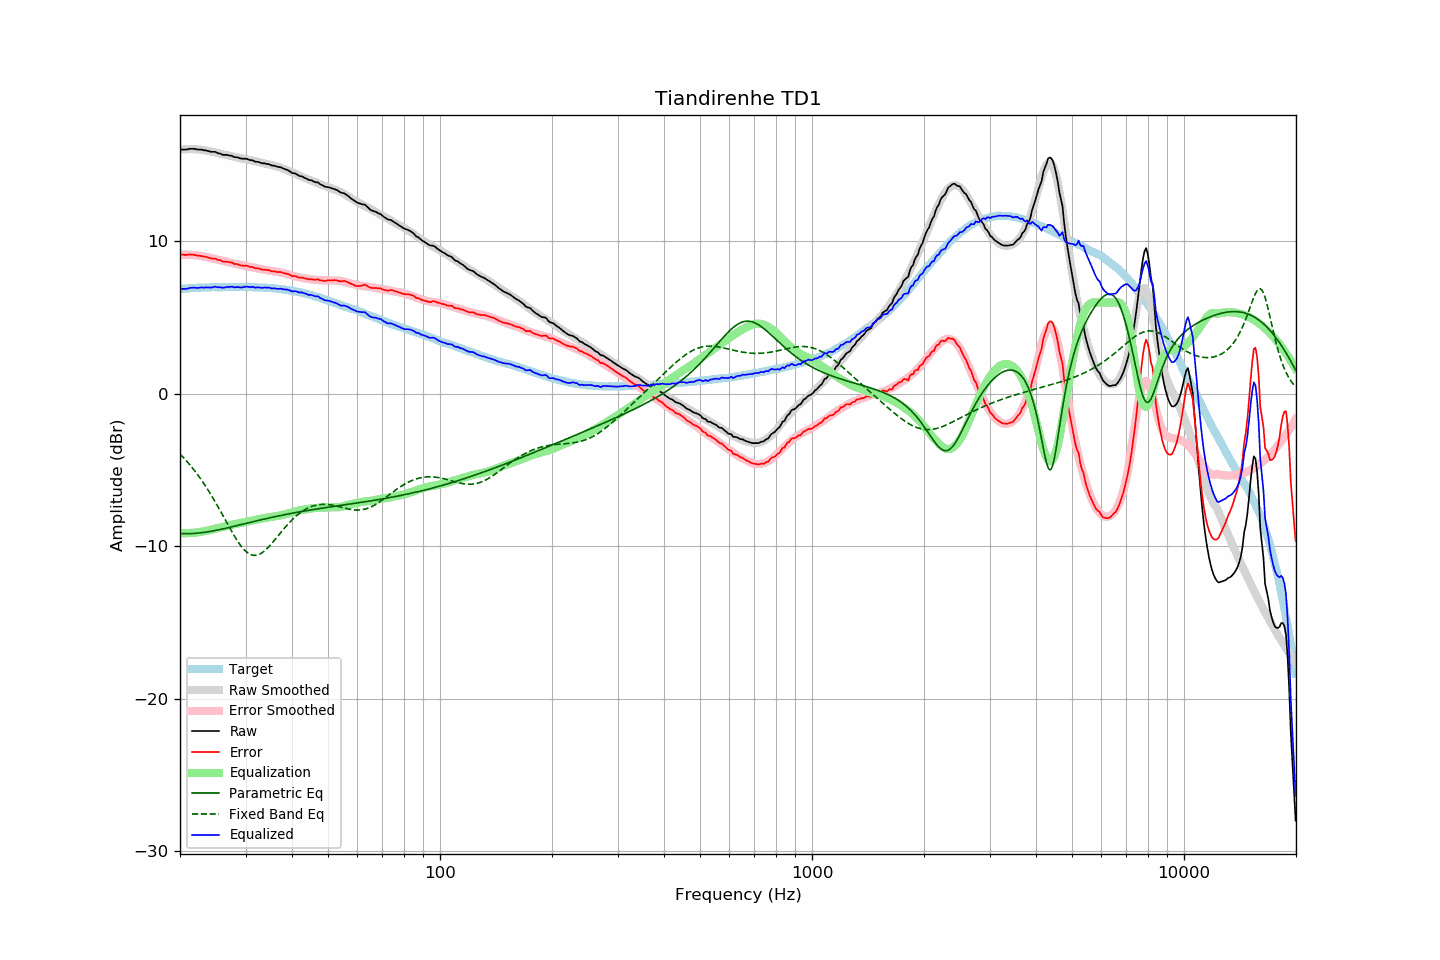 Tiandirenhe TD1
Amplitude (dBr)
10
0
−10
−20
−30
Target
Raw Smoothed
Error Smoothed
Raw
Error
Equalization
Parametric Eq
Fixed Band Eq
Equalized
100 1000 10000
Frequency (Hz)